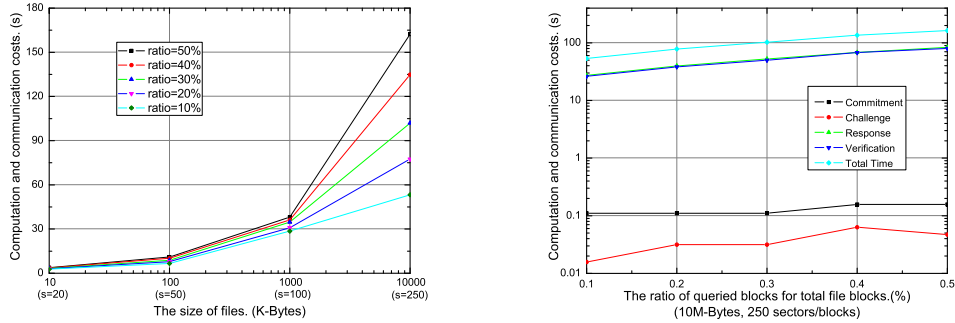 Computation and communication costs. (s)
180
150
120
90
60
30
0
ratio=50%
ratio=40%
ratio=30%
ratio=20%
ratio=10%
10 100 1000 10000
(s=20) (s=50) (s=100) (s=250)
The size of files. (K-Bytes)
Computation and communication costs. (s)
100
10
1
0.1
0.01
Commitment
Challenge
Response
Verification
Total Time
0.1 0.2 0.3 0.4 0.5
The ratio of queried blocks for total file blocks.(%)
(10M-Bytes, 250 sectors/blocks)